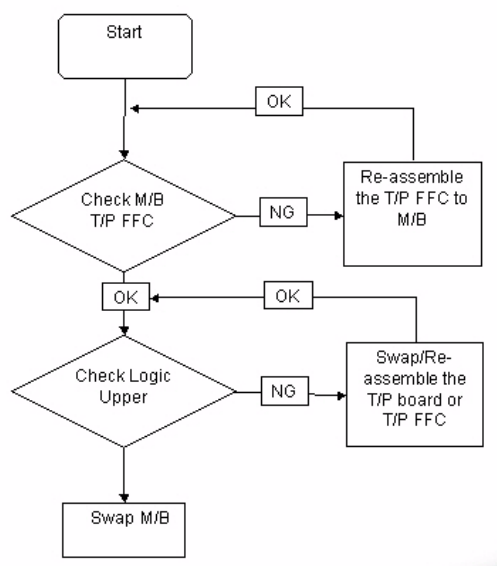 Start
OK
Check M/B
T/P FFC
NG
Re-assemble
the T/P FFC to
M/B
OK
OK
Check Logic
Upper
NG
Swap/Re-
assemble the
T/P board or
T/P FFC
Swap M/B